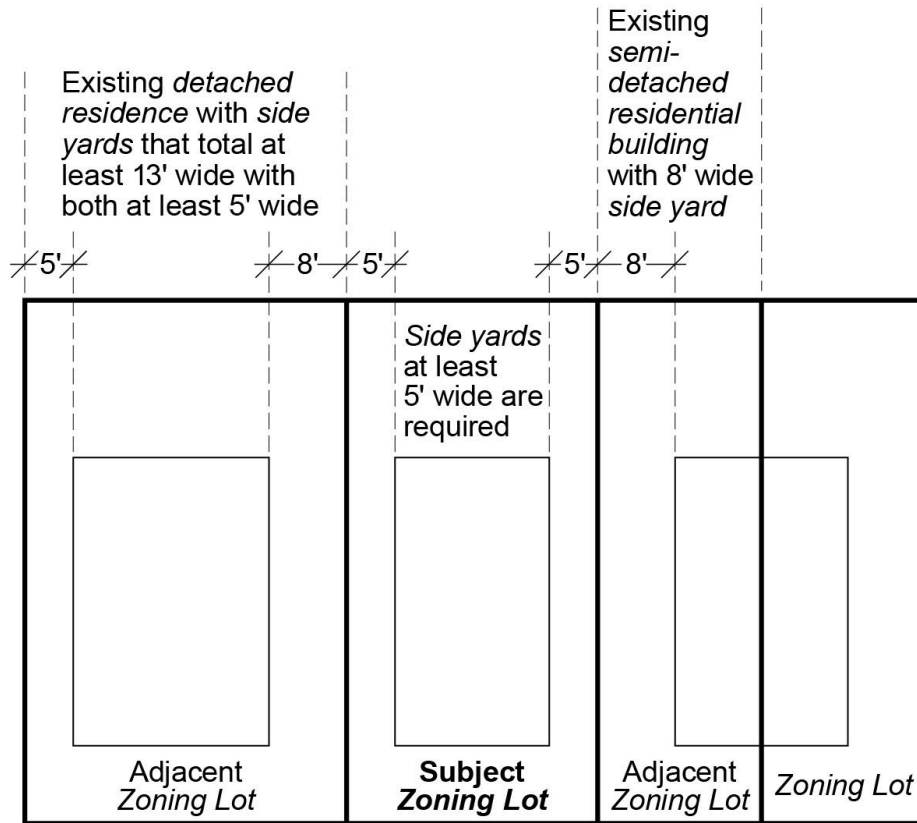 Existing detached
residence with side
yards that total at
least 13' wide with
both at least 5' wide
Existing
semi-
detached
residential
building
with 8' wide
side yard
5'
8'
5'
5'
8'
Side yards
at least
5' wide are
required
Adjacent
Zoning Lot
Subject
Zoning Lot
Adjacent
Zoning Lot
Zoning Lot